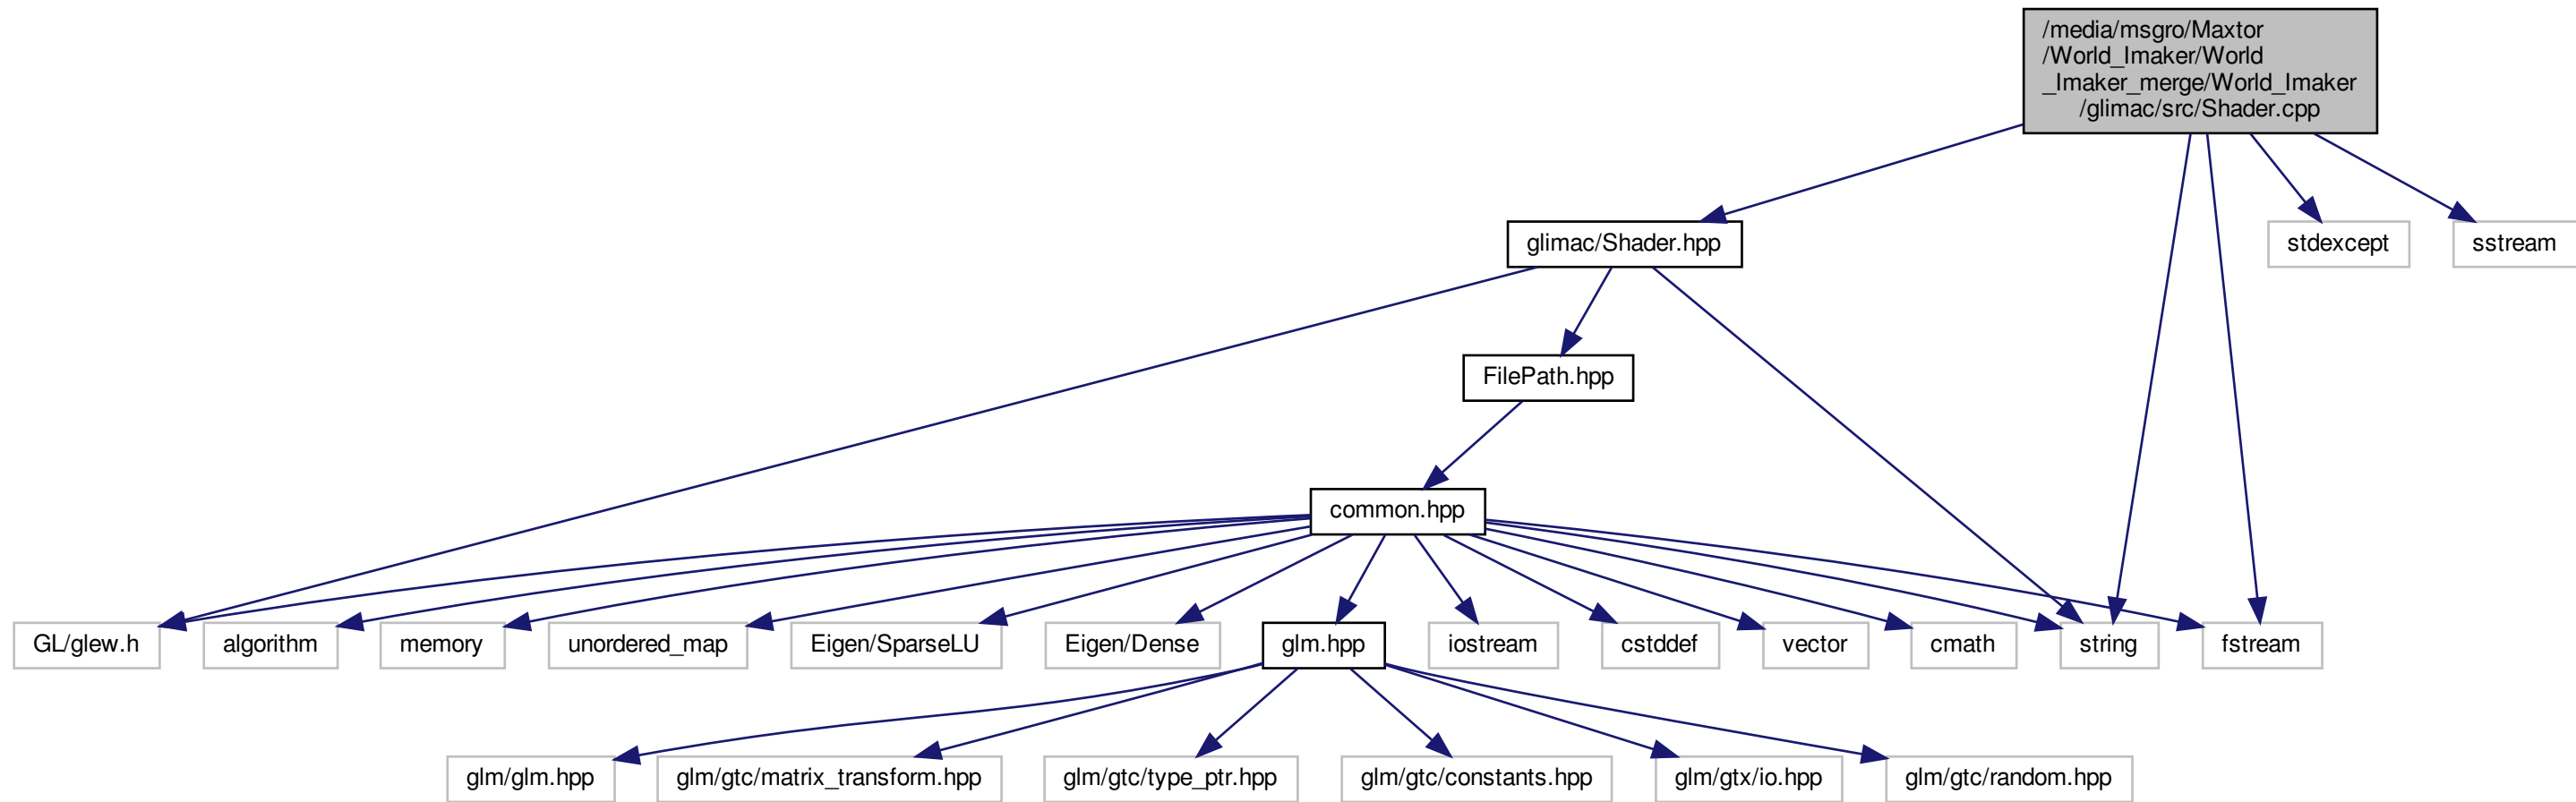 /media/msgro/Maxtor
/World_Imaker/World
_Imaker_merge/World_Imaker
/glimac/src/Shader.cpp
glimac/Shader.hpp
stdexcept
sstream
FilePath.hpp
common.hpp
GL/glew.h
algorithm
memory
unordered_map
Eigen/SparseLU
Eigen/Dense
glm.hpp
iostream
cstddef
vector
cmath
string
fstream
glm/glm.hpp
glm/gtc/matrix_transform.hpp
glm/gtc/type_ptr.hpp
glm/gtc/constants.hpp
glm/gtx/io.hpp
glm/gtc/random.hpp